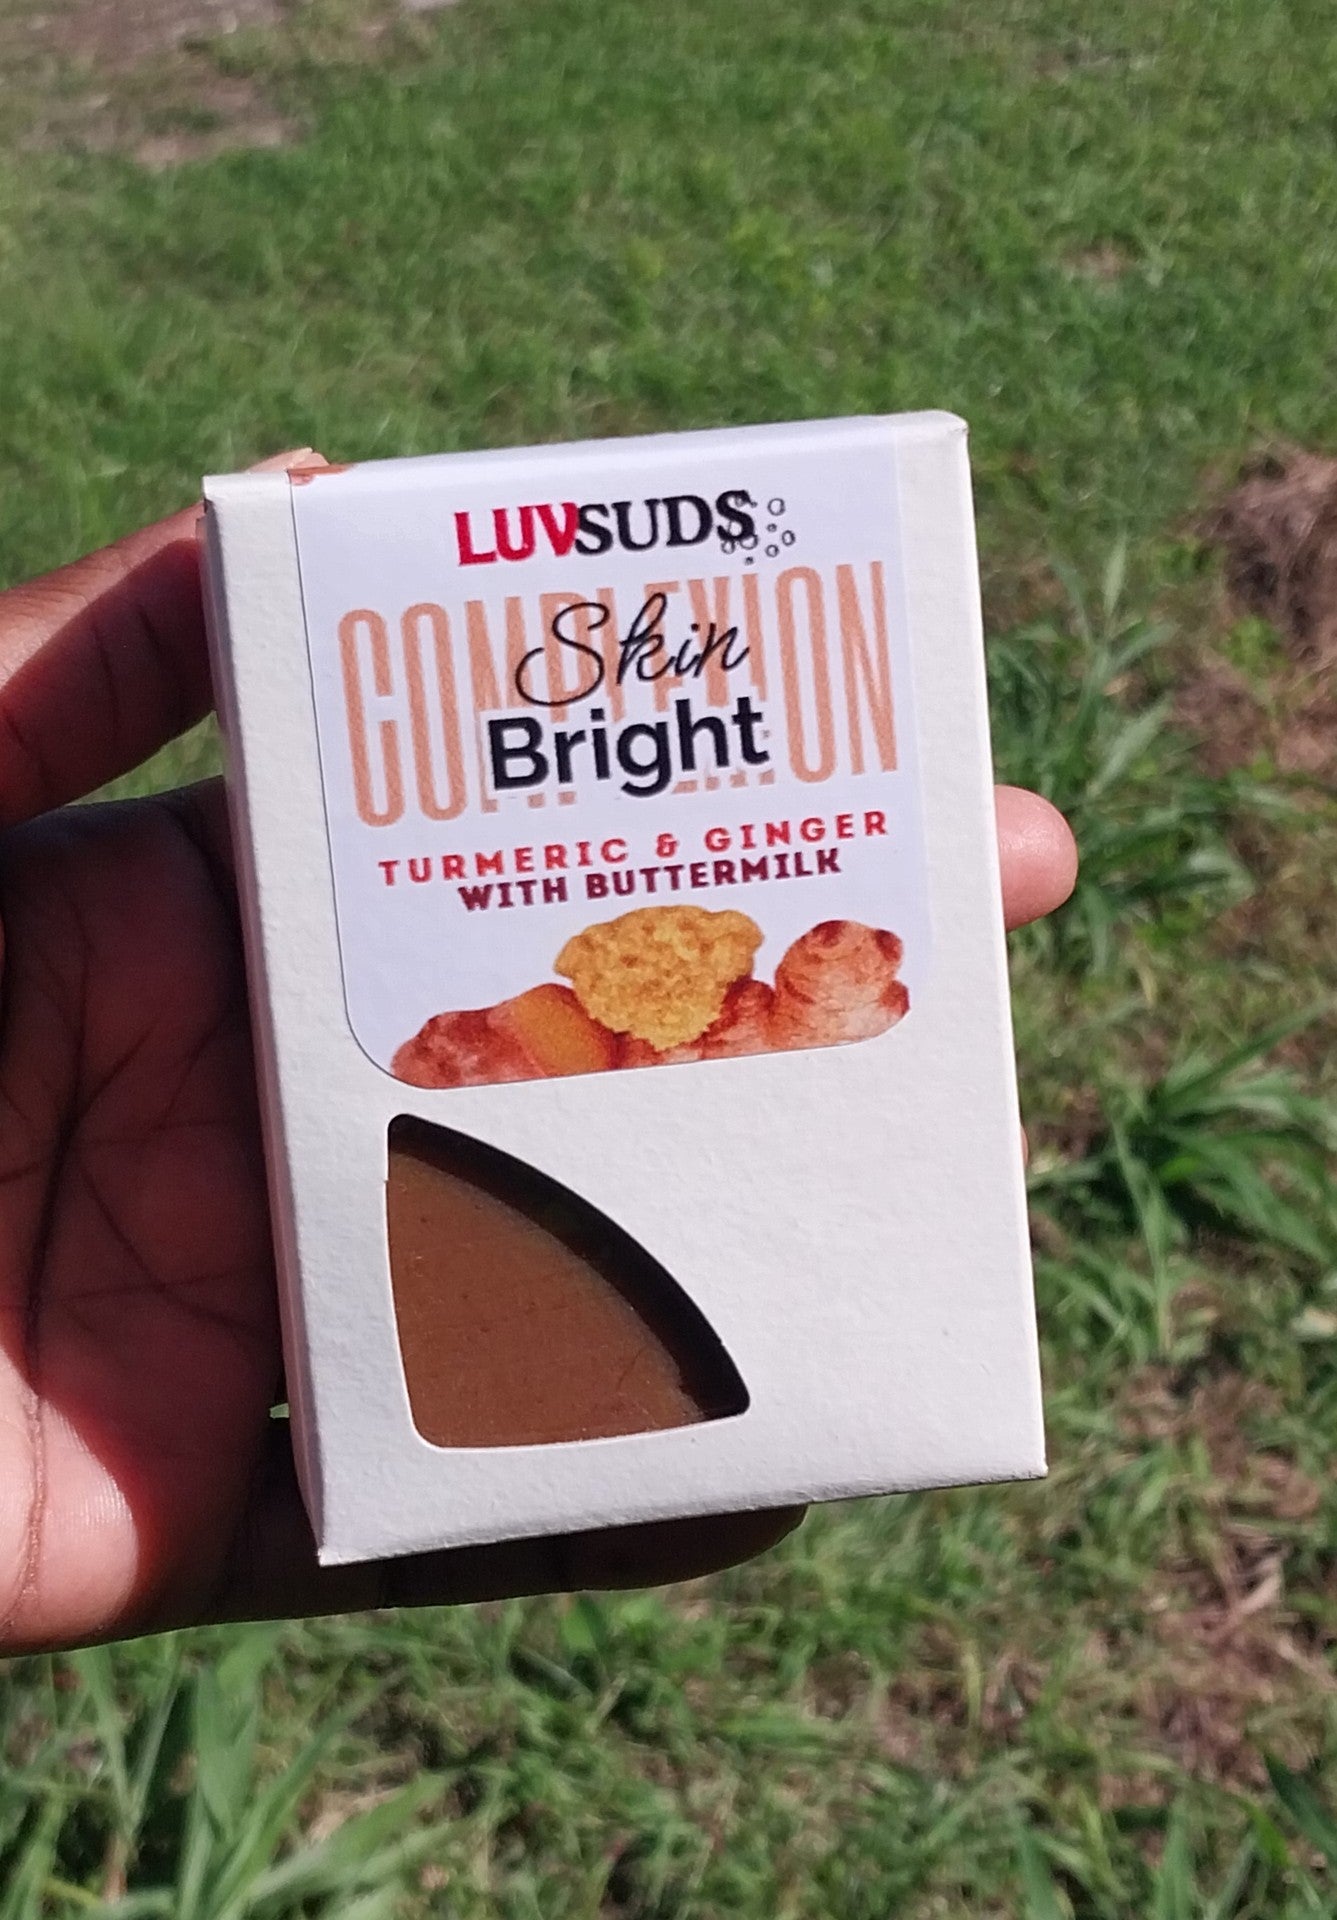 LUVSUDS
COMPLEXION
Skin
Bright
TURMERIC & GINGER
WITH BUTTERMILK